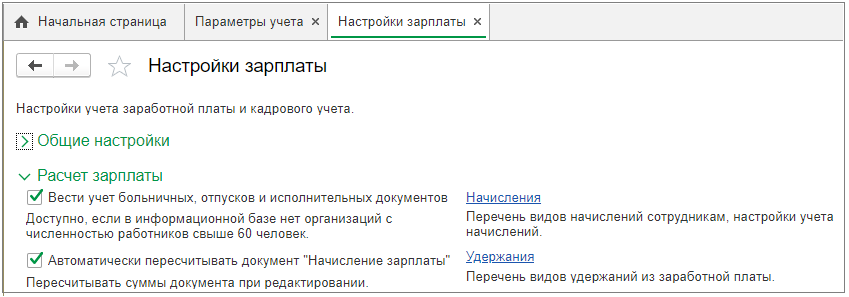 Начальная страница
Параметры учета ×
Настройки зарплаты ×
Настройки зарплаты
Настройки учета заработной платы и кадрового учета.
Общие настройки
Расчет зарплаты
Вести учет больничных, отпусков и исполнительных документов
Доступно, если в информационной базе нет организаций с
численностью работников свыше 60 человек.
Начисления
Перечень видов начислений сотрудникам, настройки учета
начислений.
Автоматически пересчитывать документ "Начисление зарплаты"
Пересчитывать суммы документа при редактировании.
Удержания
Перечень видов удержаний из заработной платы.